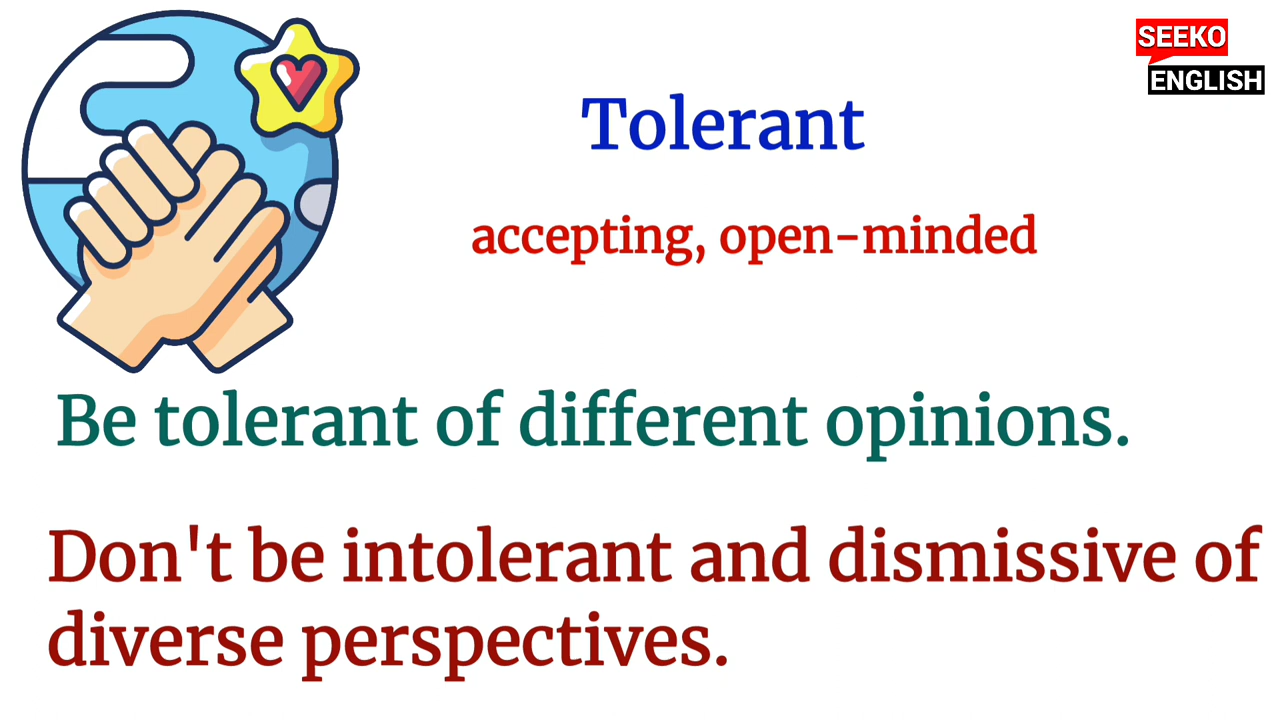 SEEKO
ENGLISH
Tolerant
accepting, open-minded
Be tolerant of different opinions.
Don't be intolerant and dismissive of
diverse perspectives.